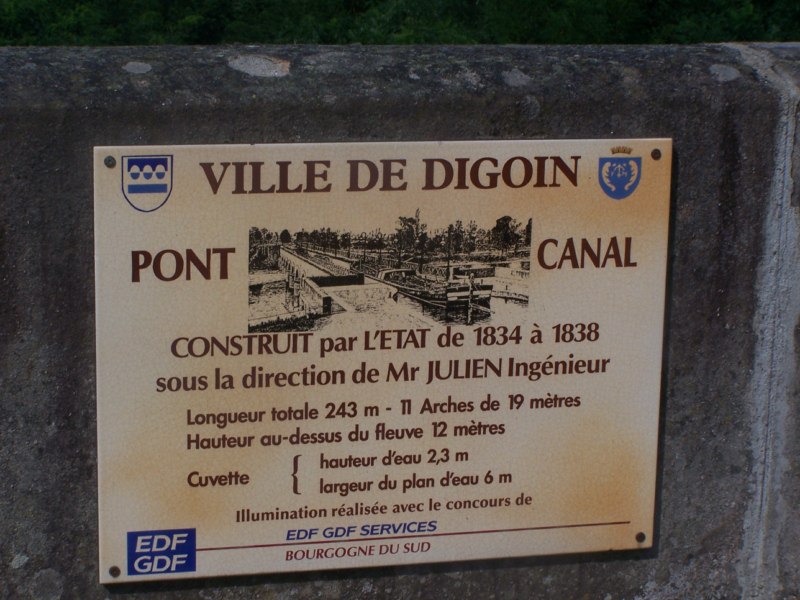 VILLE DE DIGOIN
PONT CANAL
CONSTRUIT par L'ETAT de 1834 à 1838
sous la direction de Mr JULIEN Ingénieur
Longueur totale 243 m - 11 Arches de 19 mètres
Hauteur au-dessus du fleuve 12 mètres
Cuvette { hauteur d'eau 2,3 m
largeur du plan d'eau 6 m
Illumination réalisée avec le concours de
EDF GDF SERVICES
BOURGOGNE DU SUD
EDF
GDF